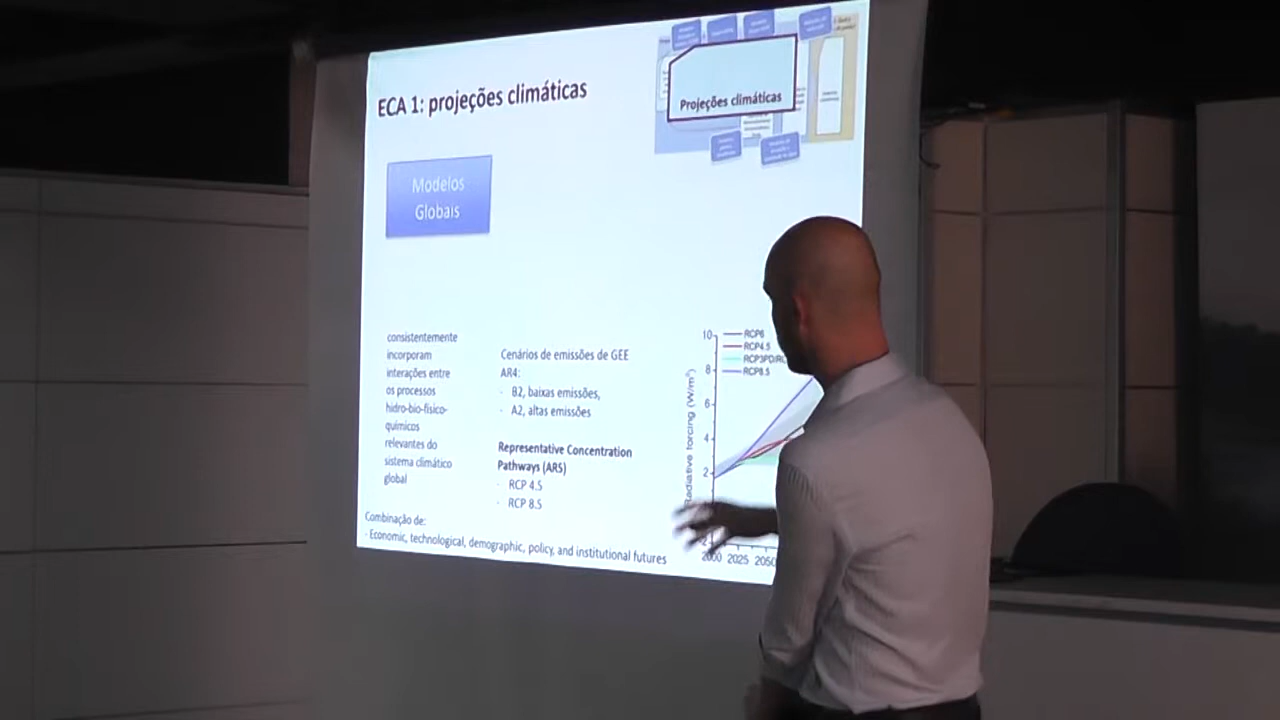 ECA 1: projeções climáticas
Projeções climáticas
Modelos
Globais
consistentemente
incorporam
interações entre
os processos
hidro-bio-físico-
químicos
relevantes do
sistema climático
global
Cenários de emissões de GEE
AR4:
- B2, baixas emissões,
- A2, altas emissões
Representative Concentration
Pathways (AR5)
- RCP 4.5
- RCP 8.5
Combinação de:
- Economic, technological, demographic, policy, and institutional futures
RCP6
RCP4.5
RCP3PD/RC
RCP8.5
Radiative forcing (W/m²)
10
8
6
4
2
2000 2025 2050